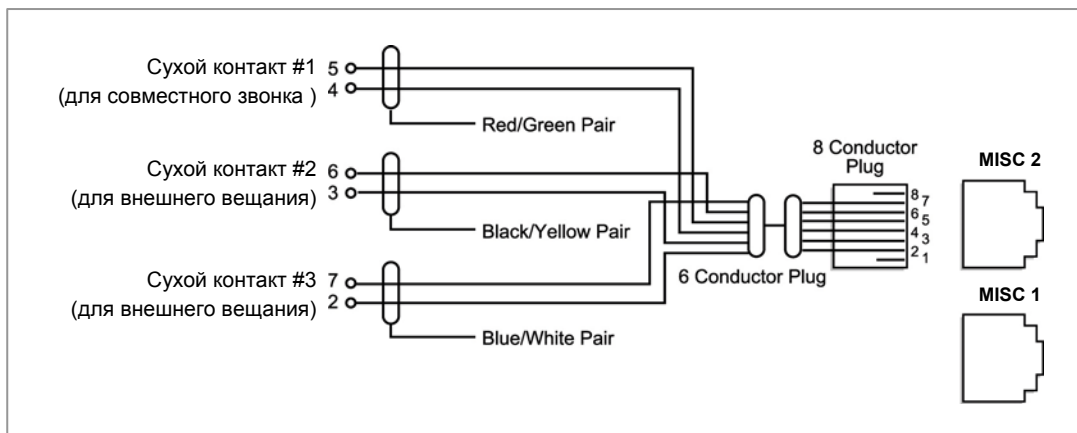 Сухой контакт #1
(для совместного звонка )
5
4
Red/Green Pair
Сухой контакт #2
(для внешнего вещания)
6
3
Black/Yellow Pair
Сухой контакт #3
(для внешнего вещания)
7
2
Blue/White Pair
6 Conductor Plug
8 Conductor
Plug
8
7
6
5
4
3
2
1
MISC 2
MISC 1